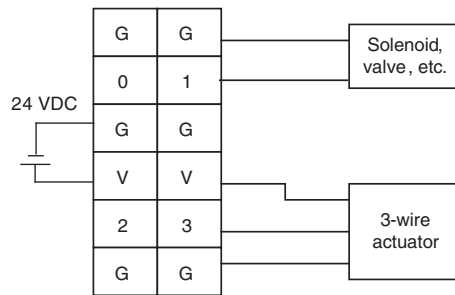 G G
Solenoid,
valve, etc.
0 1
24 VDC
G G
V V
2 3
3-wire
actuator
G G